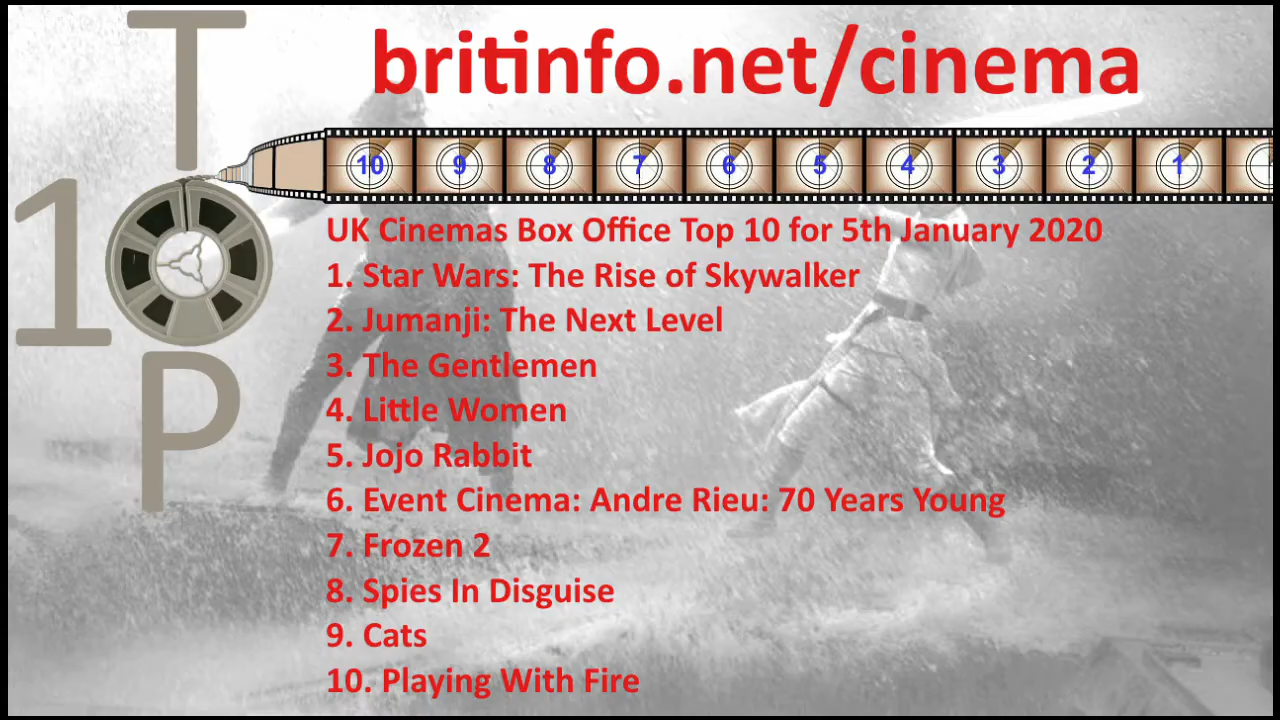 britinfo.net/cinema
T
10
P
10 9 8 7 6 5 4 3 2 1
UK Cinemas Box Office Top 10 for 5th January 2020
1. Star Wars: The Rise of Skywalker
2. Jumanji: The Next Level
3. The Gentlemen
4. Little Women
5. Jojo Rabbit
6. Event Cinema: Andre Rieu: 70 Years Young
7. Frozen 2
8. Spies In Disguise
9. Cats
10. Playing With Fire